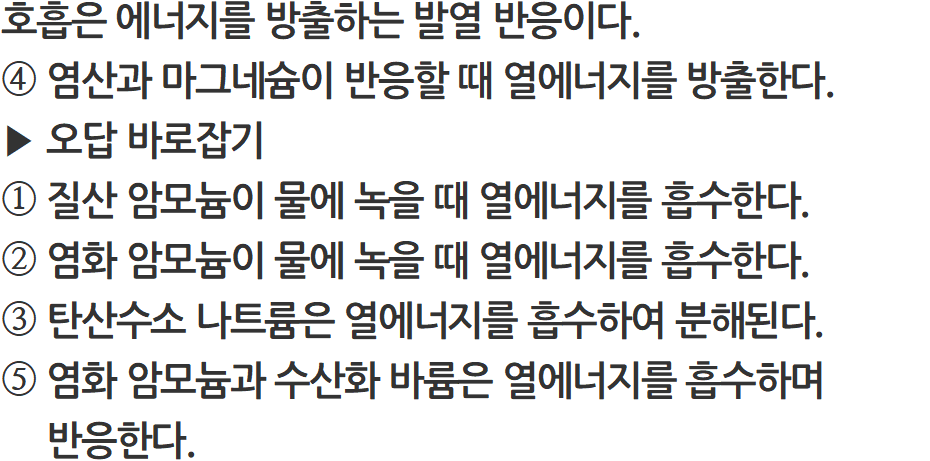 호흡은 에너지를 방출하는 발열 반응이다.
④ 염산과 마그네슘이 반응할 때 열에너지를 방출한다.
▶ 오답 바로잡기
① 질산 암모늄이 물에 녹을 때 열에너지를 흡수한다.
② 염화 암모늄이 물에 녹을 때 열에너지를 흡수한다.
③ 탄산수소 나트륨은 열에너지를 흡수하여 분해된다.
⑤ 염화 암모늄과 수산화 바륨은 열에너지를 흡수하며
반응한다.